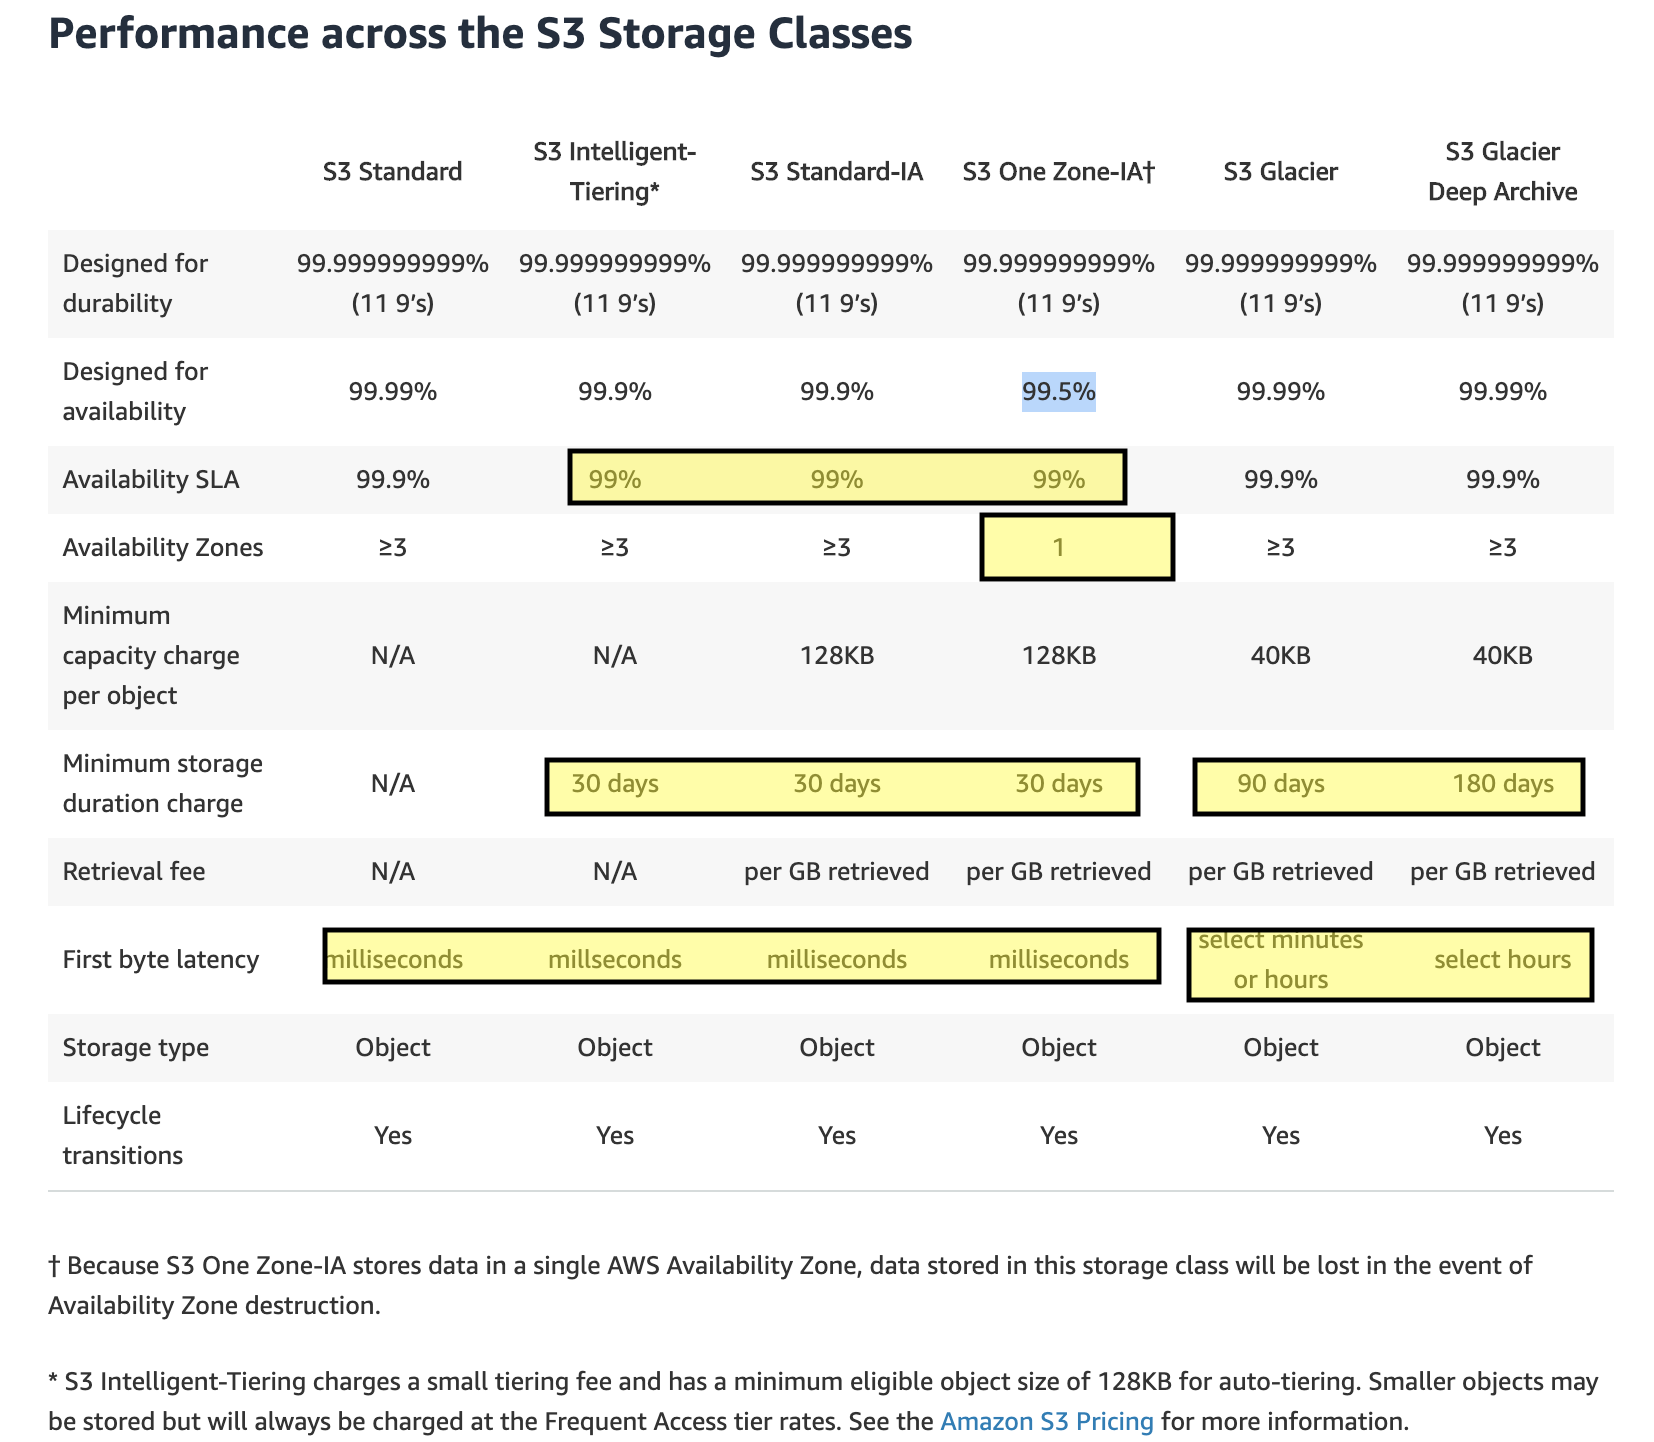 Performance across the S3 Storage Classes
S3 Standard
S3 Intelligent-
Tiering*
S3 Standard-IA
S3 One Zone-IA†
S3 Glacier
S3 Glacier
Deep Archive
Designed for
durability
99.999999999%
(11 9’s)
99.999999999%
(11 9’s)
99.999999999%
(11 9’s)
99.999999999%
(11 9’s)
99.999999999%
(11 9’s)
99.999999999%
(11 9’s)
Designed for
availability
99.99%
99.9%
99.9%
99.5%
99.99%
99.99%
Availability SLA
99.9%
99%
99%
99%
99.9%
99.9%
Availability Zones
≥3
≥3
≥3
1
≥3
≥3
Minimum
capacity charge
per object
N/A
N/A
128KB
128KB
40KB
40KB
Minimum storage
duration charge
N/A
30 days
30 days
30 days
90 days
180 days
Retrieval fee
N/A
N/A
per GB retrieved
per GB retrieved
per GB retrieved
per GB retrieved
First byte latency
milliseconds
millseconds
milliseconds
milliseconds
select minutes
or hours
select hours
Storage type
Object
Object
Object
Object
Object
Object
Lifecycle
transitions
Yes
Yes
Yes
Yes
Yes
Yes
† Because S3 One Zone-IA stores data in a single AWS Availability Zone, data stored in this storage class will be lost in the event of
Availability Zone destruction.
* S3 Intelligent-Tiering charges a small tiering fee and has a minimum eligible object size of 128KB for auto-tiering. Smaller objects may
be stored but will always be charged at the Frequent Access tier rates. See the Amazon S3 Pricing for more information.